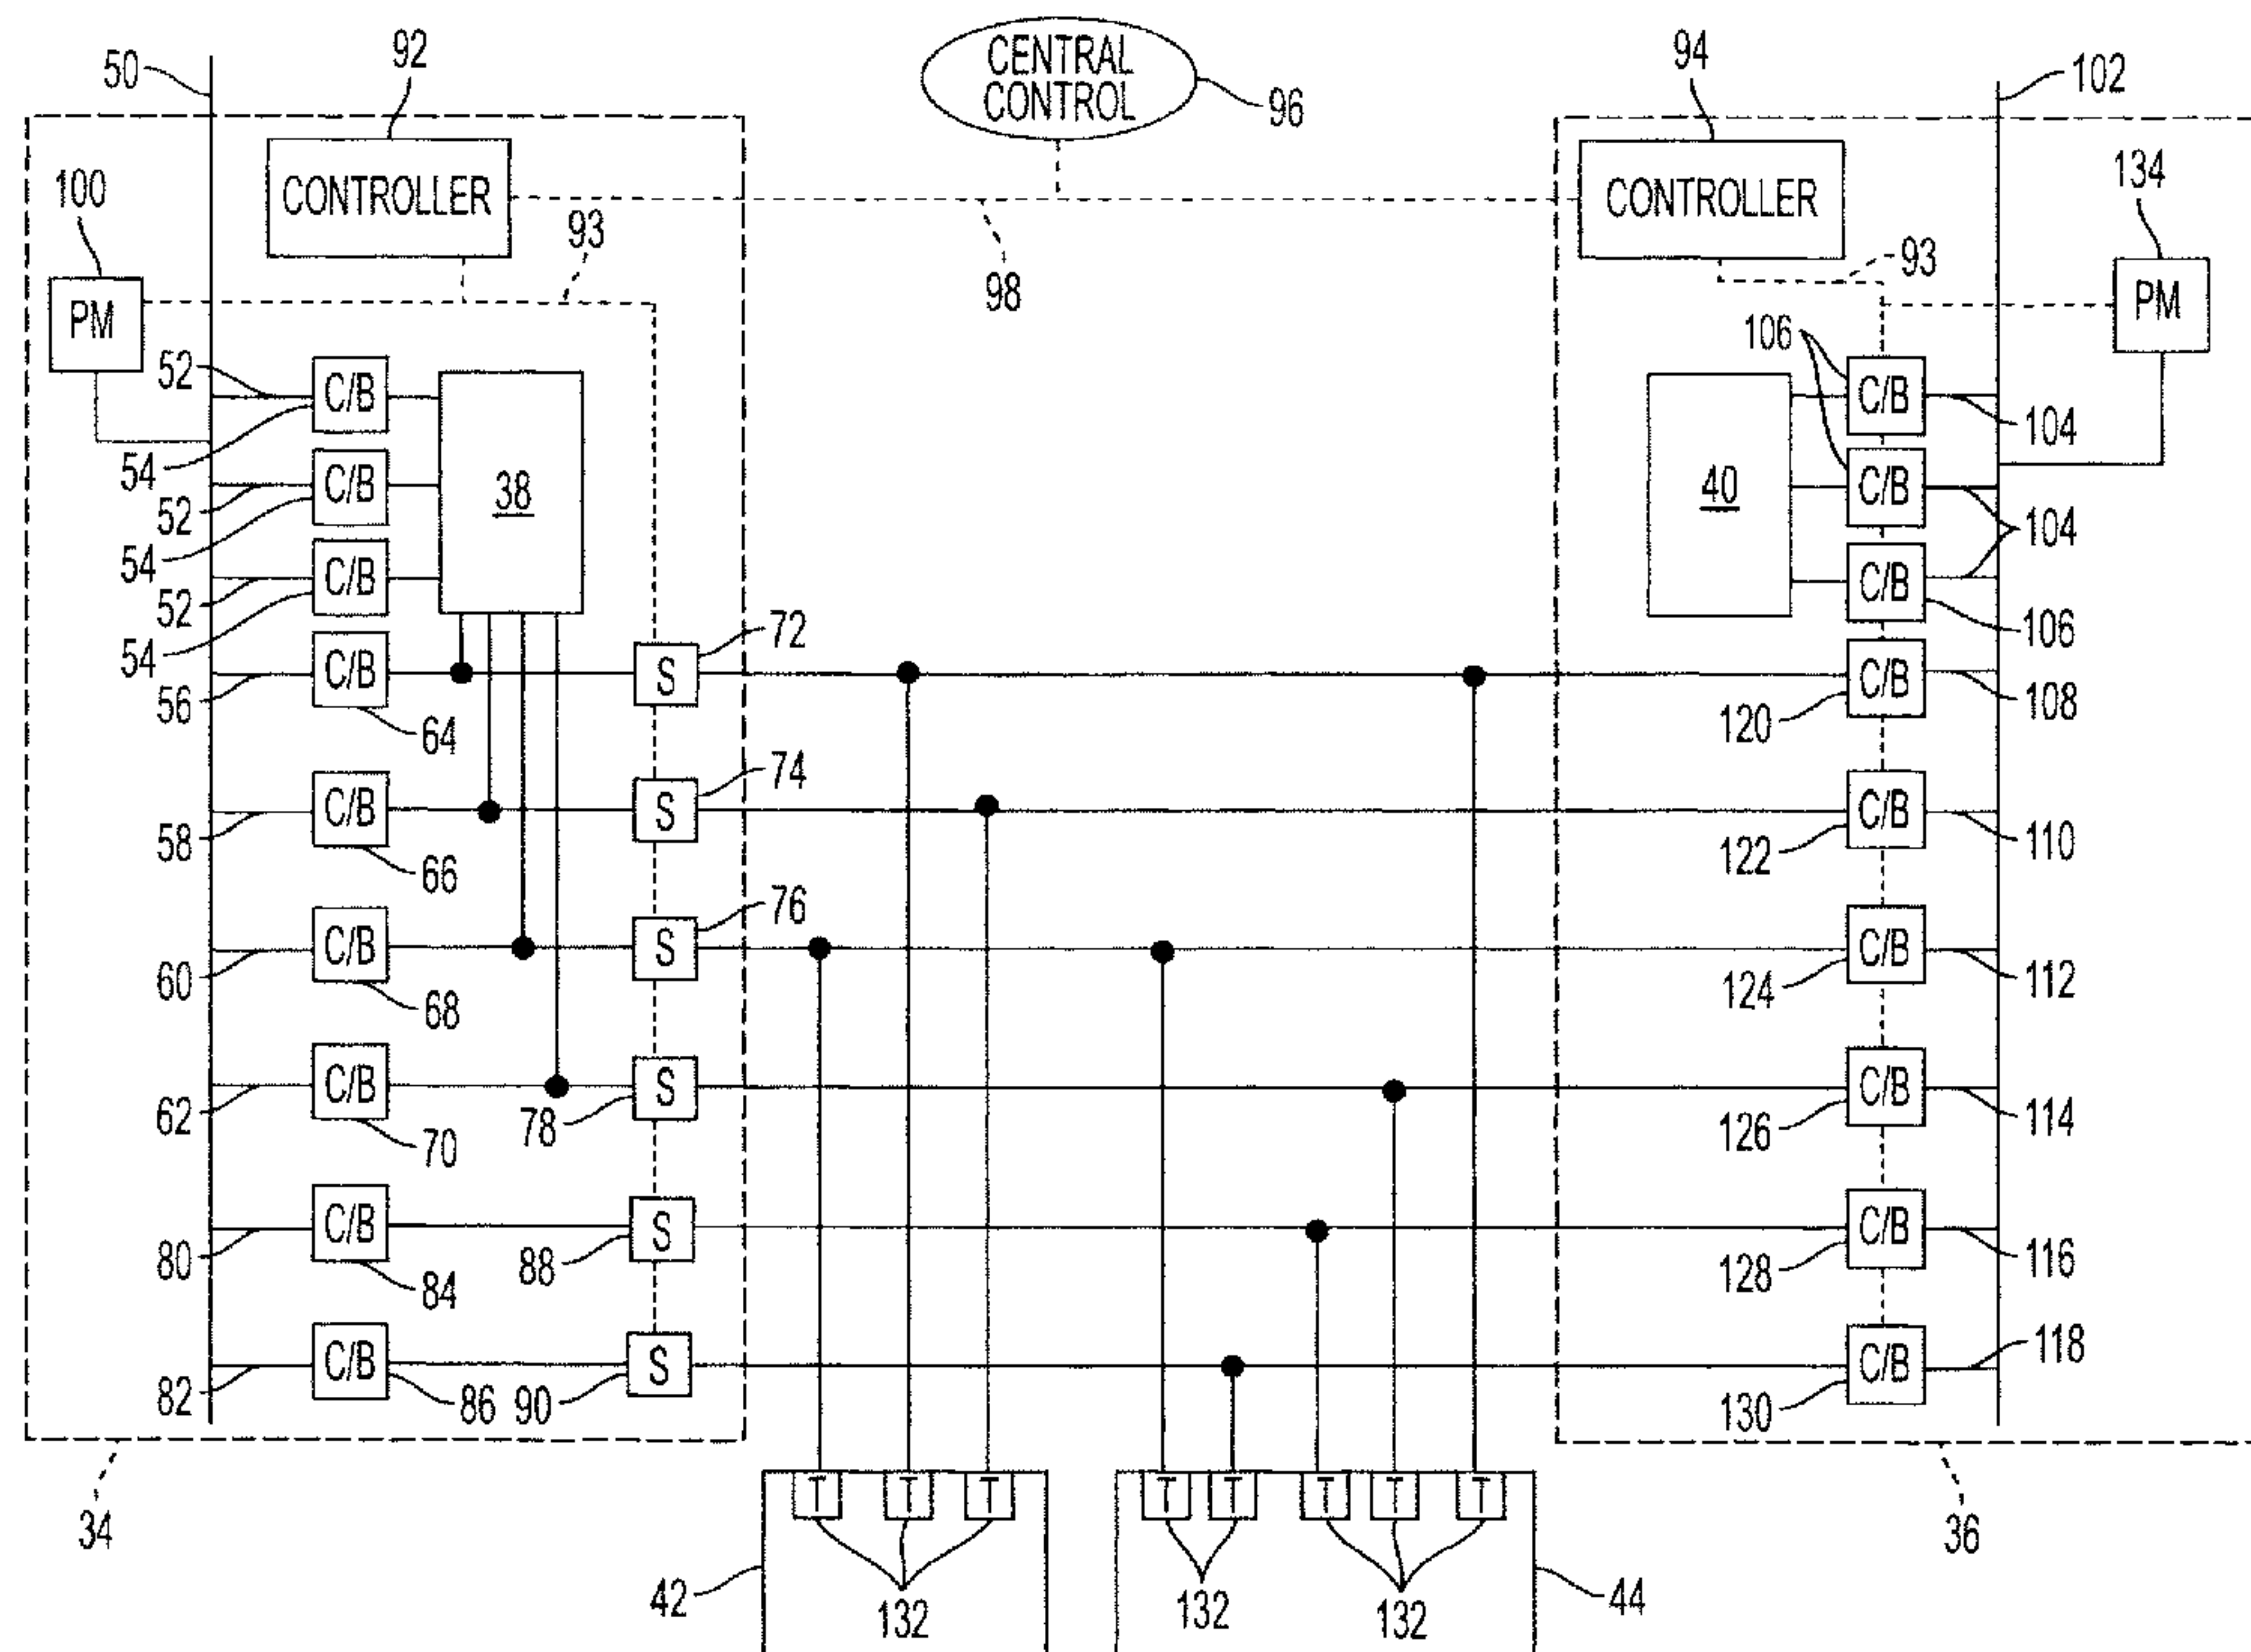 CENTRAL
CONTROL
96
50
92
94
102
CONTROLLER
CONTROLLER
100
134
93
98
93
PM
PM
52
C/B
106
C/B
54
38
104
52
C/B
40
C/B
54
104
52
C/B
C/B
54
106
56
C/B
64
S
72
120
C/B
108
58
C/B
66
S
74
122
C/B
110
60
C/B
68
S
76
124
C/B
112
62
C/B
70
78
S
126
C/B
114
80
C/B
84
88
S
128
C/B
116
82
C/B
86
90
S
130
C/B
118
34
36
T T T
T T T T T
42
132
132
132
44